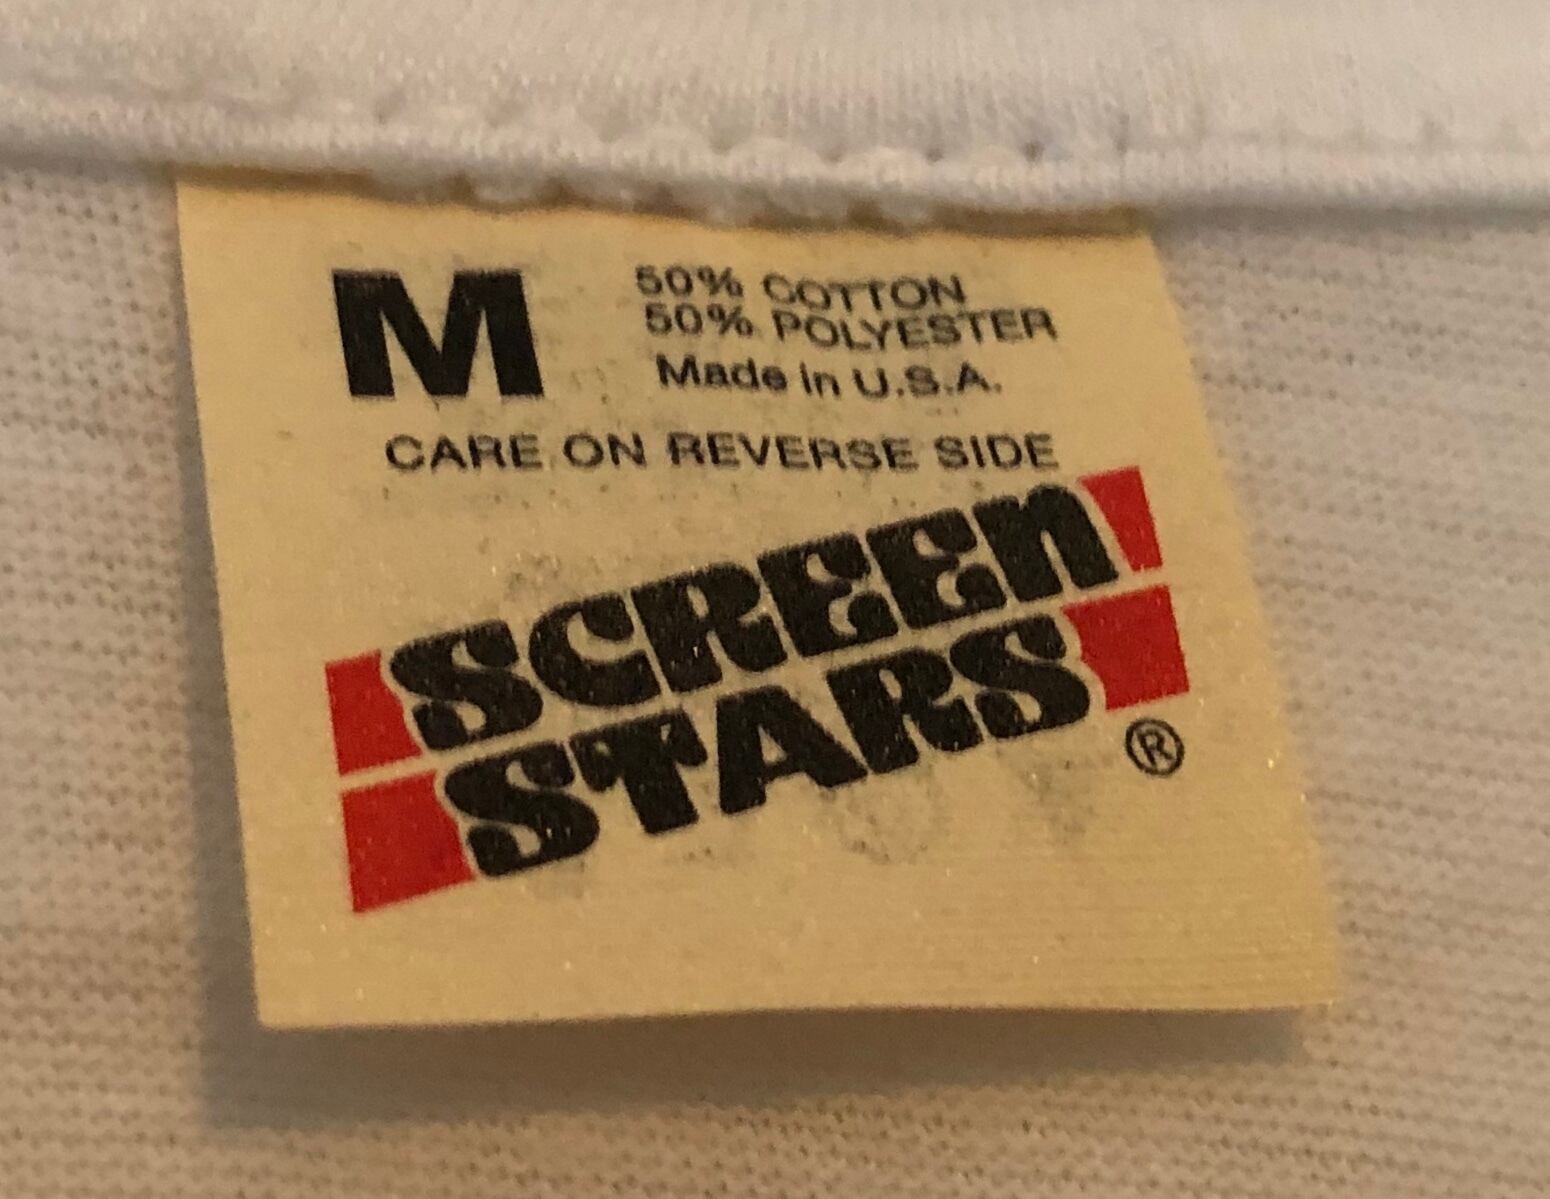 M
50% COTTON
50% POLYESTER
Made in U.S.A.
CARE ON REVERSE SIDE
SCREEN
STARS
®